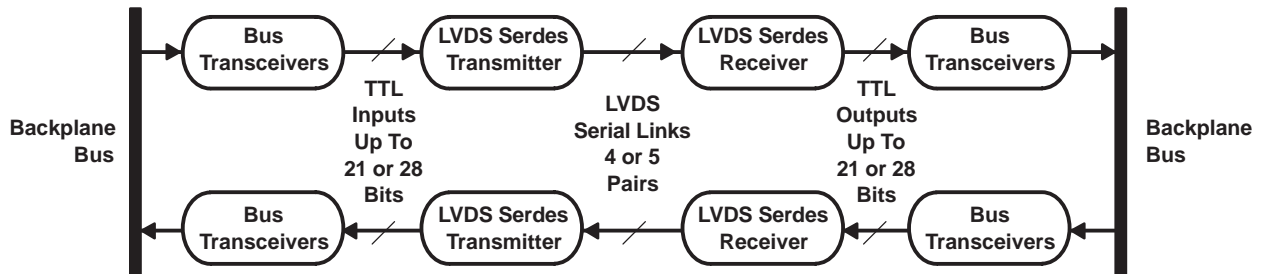 Bus
Transceivers
LVDS Serdes
Transmitter
LVDS Serdes
Receiver
Bus
Transceivers
TTL
Inputs
Up To
21 or 28
Bits
LVDS
Serial Links
4 or 5
Pairs
TTL
Outputs
Up To
21 or 28
Bits
Backplane
Bus
Backplane
Bus
Bus
Transceivers
LVDS Serdes
Transmitter
LVDS Serdes
Receiver
Bus
Transceivers